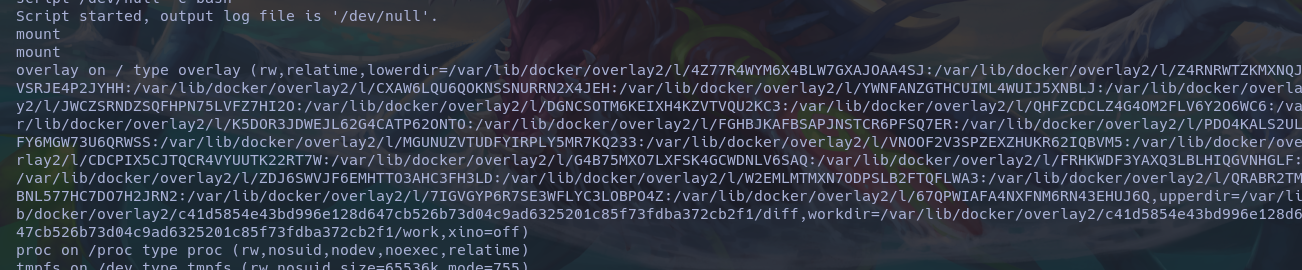 script /dev/null -c bash
Script started, output log file is '/dev/null'.
mount
mount
overlay on / type overlay (rw,relatime,lowerdir=/var/lib/docker/overlay2/l/4Z77R4WYM6X4BLW7GXAJOAA4SJ:/var/lib/docker/overlay2/l/Z4RNRWTZKMXNQJ
VSRJE4P2JYHH:/var/lib/docker/overlay2/l/CXAW6LQU6QOKNSSNURRN2X4JEH:/var/lib/docker/overlay2/l/YWNFANZGTHCUIML4WUIJ5XNBLJ:/var/lib/docker/overla
y2/l/JWCZSRNDZSQFHPN75LVFZ7HI2O:/var/lib/docker/overlay2/l/DGNCSOTM6KEIXH4KZVTVQU2KC3:/var/lib/docker/overlay2/l/QHFZCDCLZ4G4OM2FLV6Y2O6WC6:/va
r/lib/docker/overlay2/l/K5DOR3JDWEJL62G4CATP62ONTO:/var/lib/docker/overlay2/l/FGHBJKAFBSAPJNSTCR6PFSQ7ER:/var/lib/docker/overlay2/l/PDO4KALS2UL
FY6MGW73U6QRWSS:/var/lib/docker/overlay2/l/MGUNUZVTUDFYIRPLY5MR7KQ233:/var/lib/docker/overlay2/l/VNOOF2V3SPZEXZHUKR62IQBVM5:/var/lib/docker/ove
rlay2/l/CDCPIX5CJTQCR4VYUUTK22RT7W:/var/lib/docker/overlay2/l/G4B75MXO7LXFSK4GCWDNLV6SAQ:/var/lib/docker/overlay2/l/FRHKWDF3YAXQ3LBLHIQGVNHGLF:
/var/lib/docker/overlay2/l/ZDJ6SWVJF6EMHTTO3AHC3FH3LD:/var/lib/docker/overlay2/l/W2EMLMTMXN7ODPSLB2FTQFLWA3:/var/lib/docker/overlay2/l/QRABR2TM
BNL577HC7DO7H2JRN2:/var/lib/docker/overlay2/l/7IGVGYP6R7SE3WFLYC3LOBPO4Z:/var/lib/docker/overlay2/l/67QPWIAFA4NXFNM6RN43EHUJ6Q,upperdir=/var/li
b/docker/overlay2/c41d5854e43bd996e128d647cb526b73d04c9ad6325201c85f73fdba372cb2f1/diff,workdir=/var/lib/docker/overlay2/c41d5854e43bd996e128d6
47cb526b73d04c9ad6325201c85f73fdba372cb2f1/work,xino=off)
proc on /proc type proc (rw,nosuid,nodev,noexec,relatime)
tmpfs on /dev type tmpfs (rw,nosuid,size=65536k,mode=755)